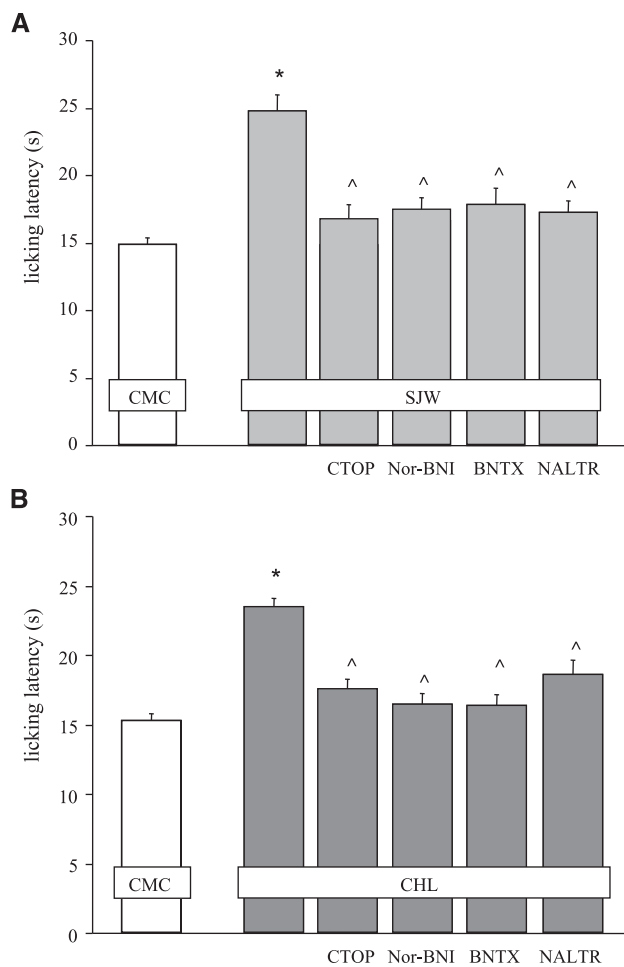 A
30
25
20
15
10
5
0
licking latency (s)
*
^ ^ ^ ^
CMC SJW
CTOP Nor-BNI BNTX NALTR
B
30
25
20
15
10
5
0
licking latency (s)
*
^ ^ ^ ^
CMC CHL
CTOP Nor-BNI BNTX NALTR